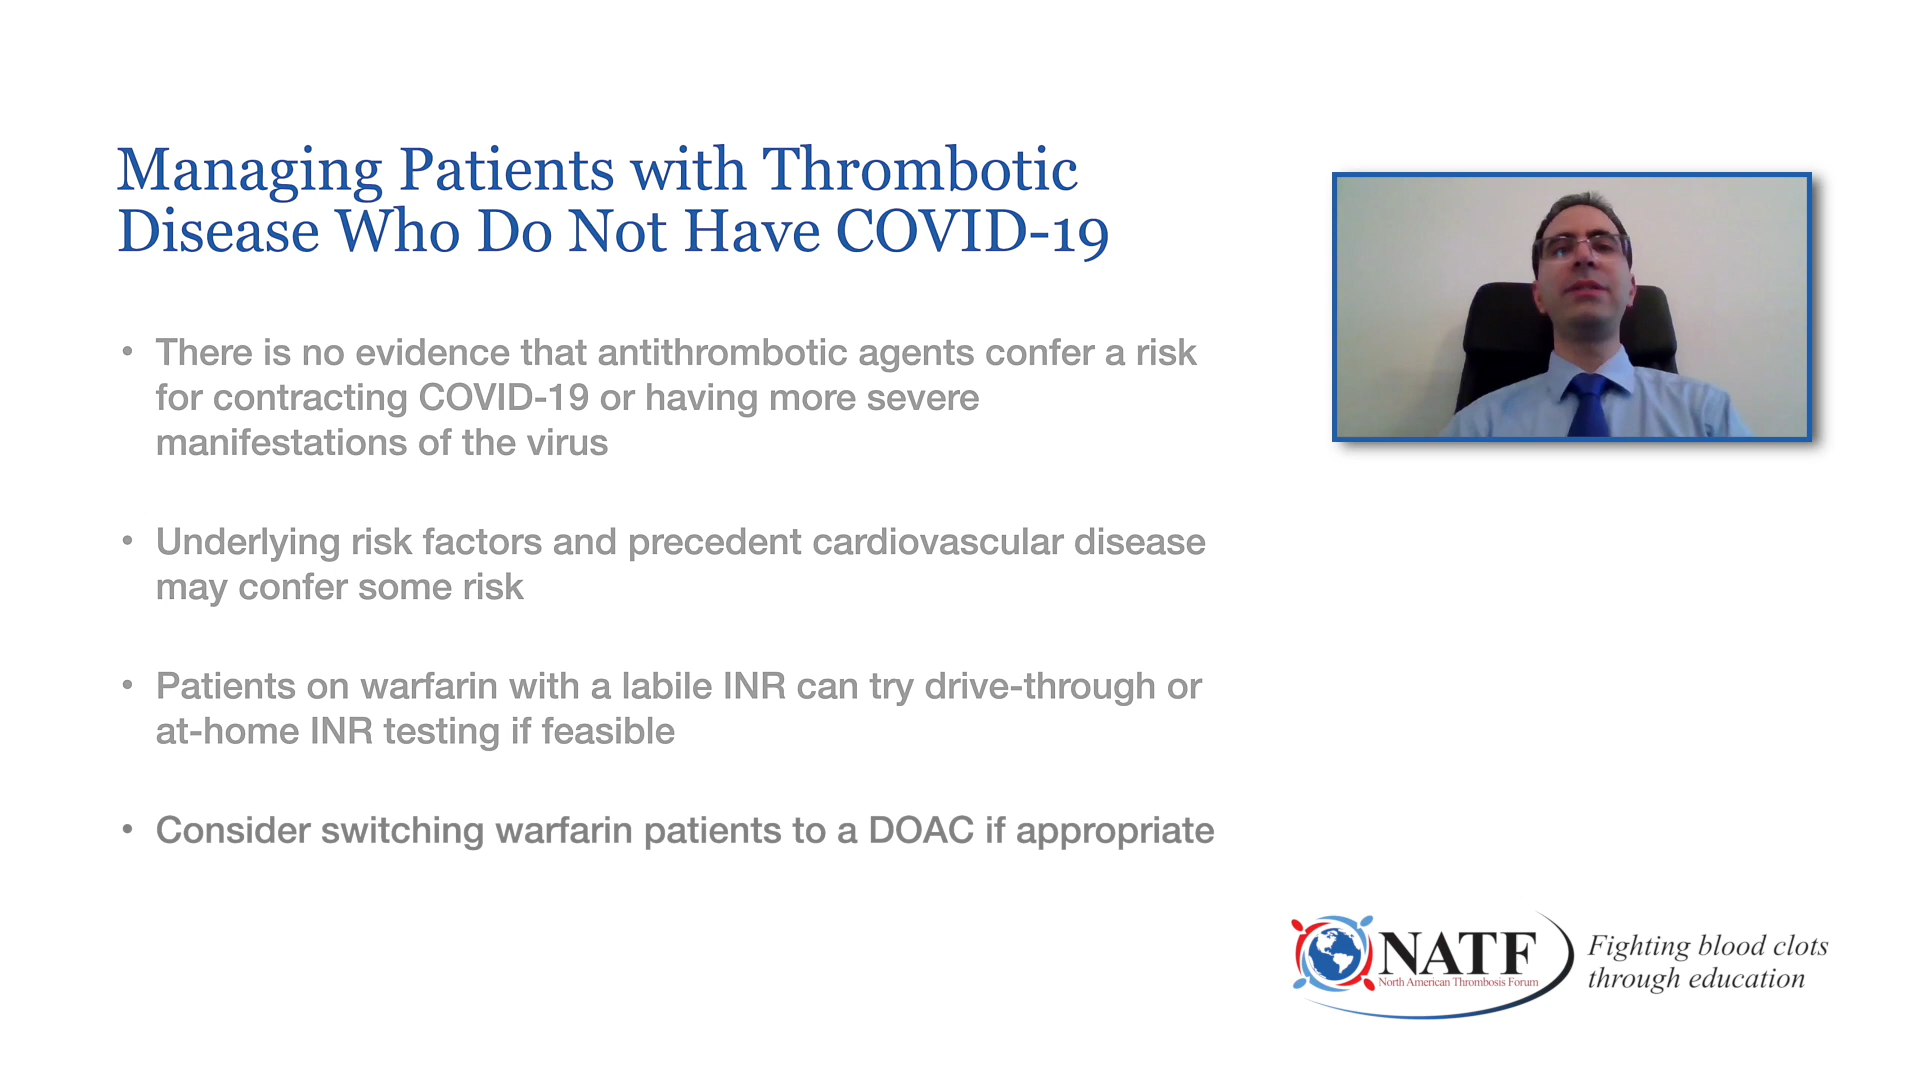 Managing Patients with Thrombotic
Disease Who Do Not Have COVID-19
• There is no evidence that antithrombotic agents confer a risk
for contracting COVID-19 or having more severe
manifestations of the virus
• Underlying risk factors and precedent cardiovascular disease
may confer some risk
• Patients on warfarin with a labile INR can try drive-through or
at-home INR testing if feasible
• Consider switching warfarin patients to a DOAC if appropriate
NATF
North American Thrombosis Forum
Fighting blood clots
through education